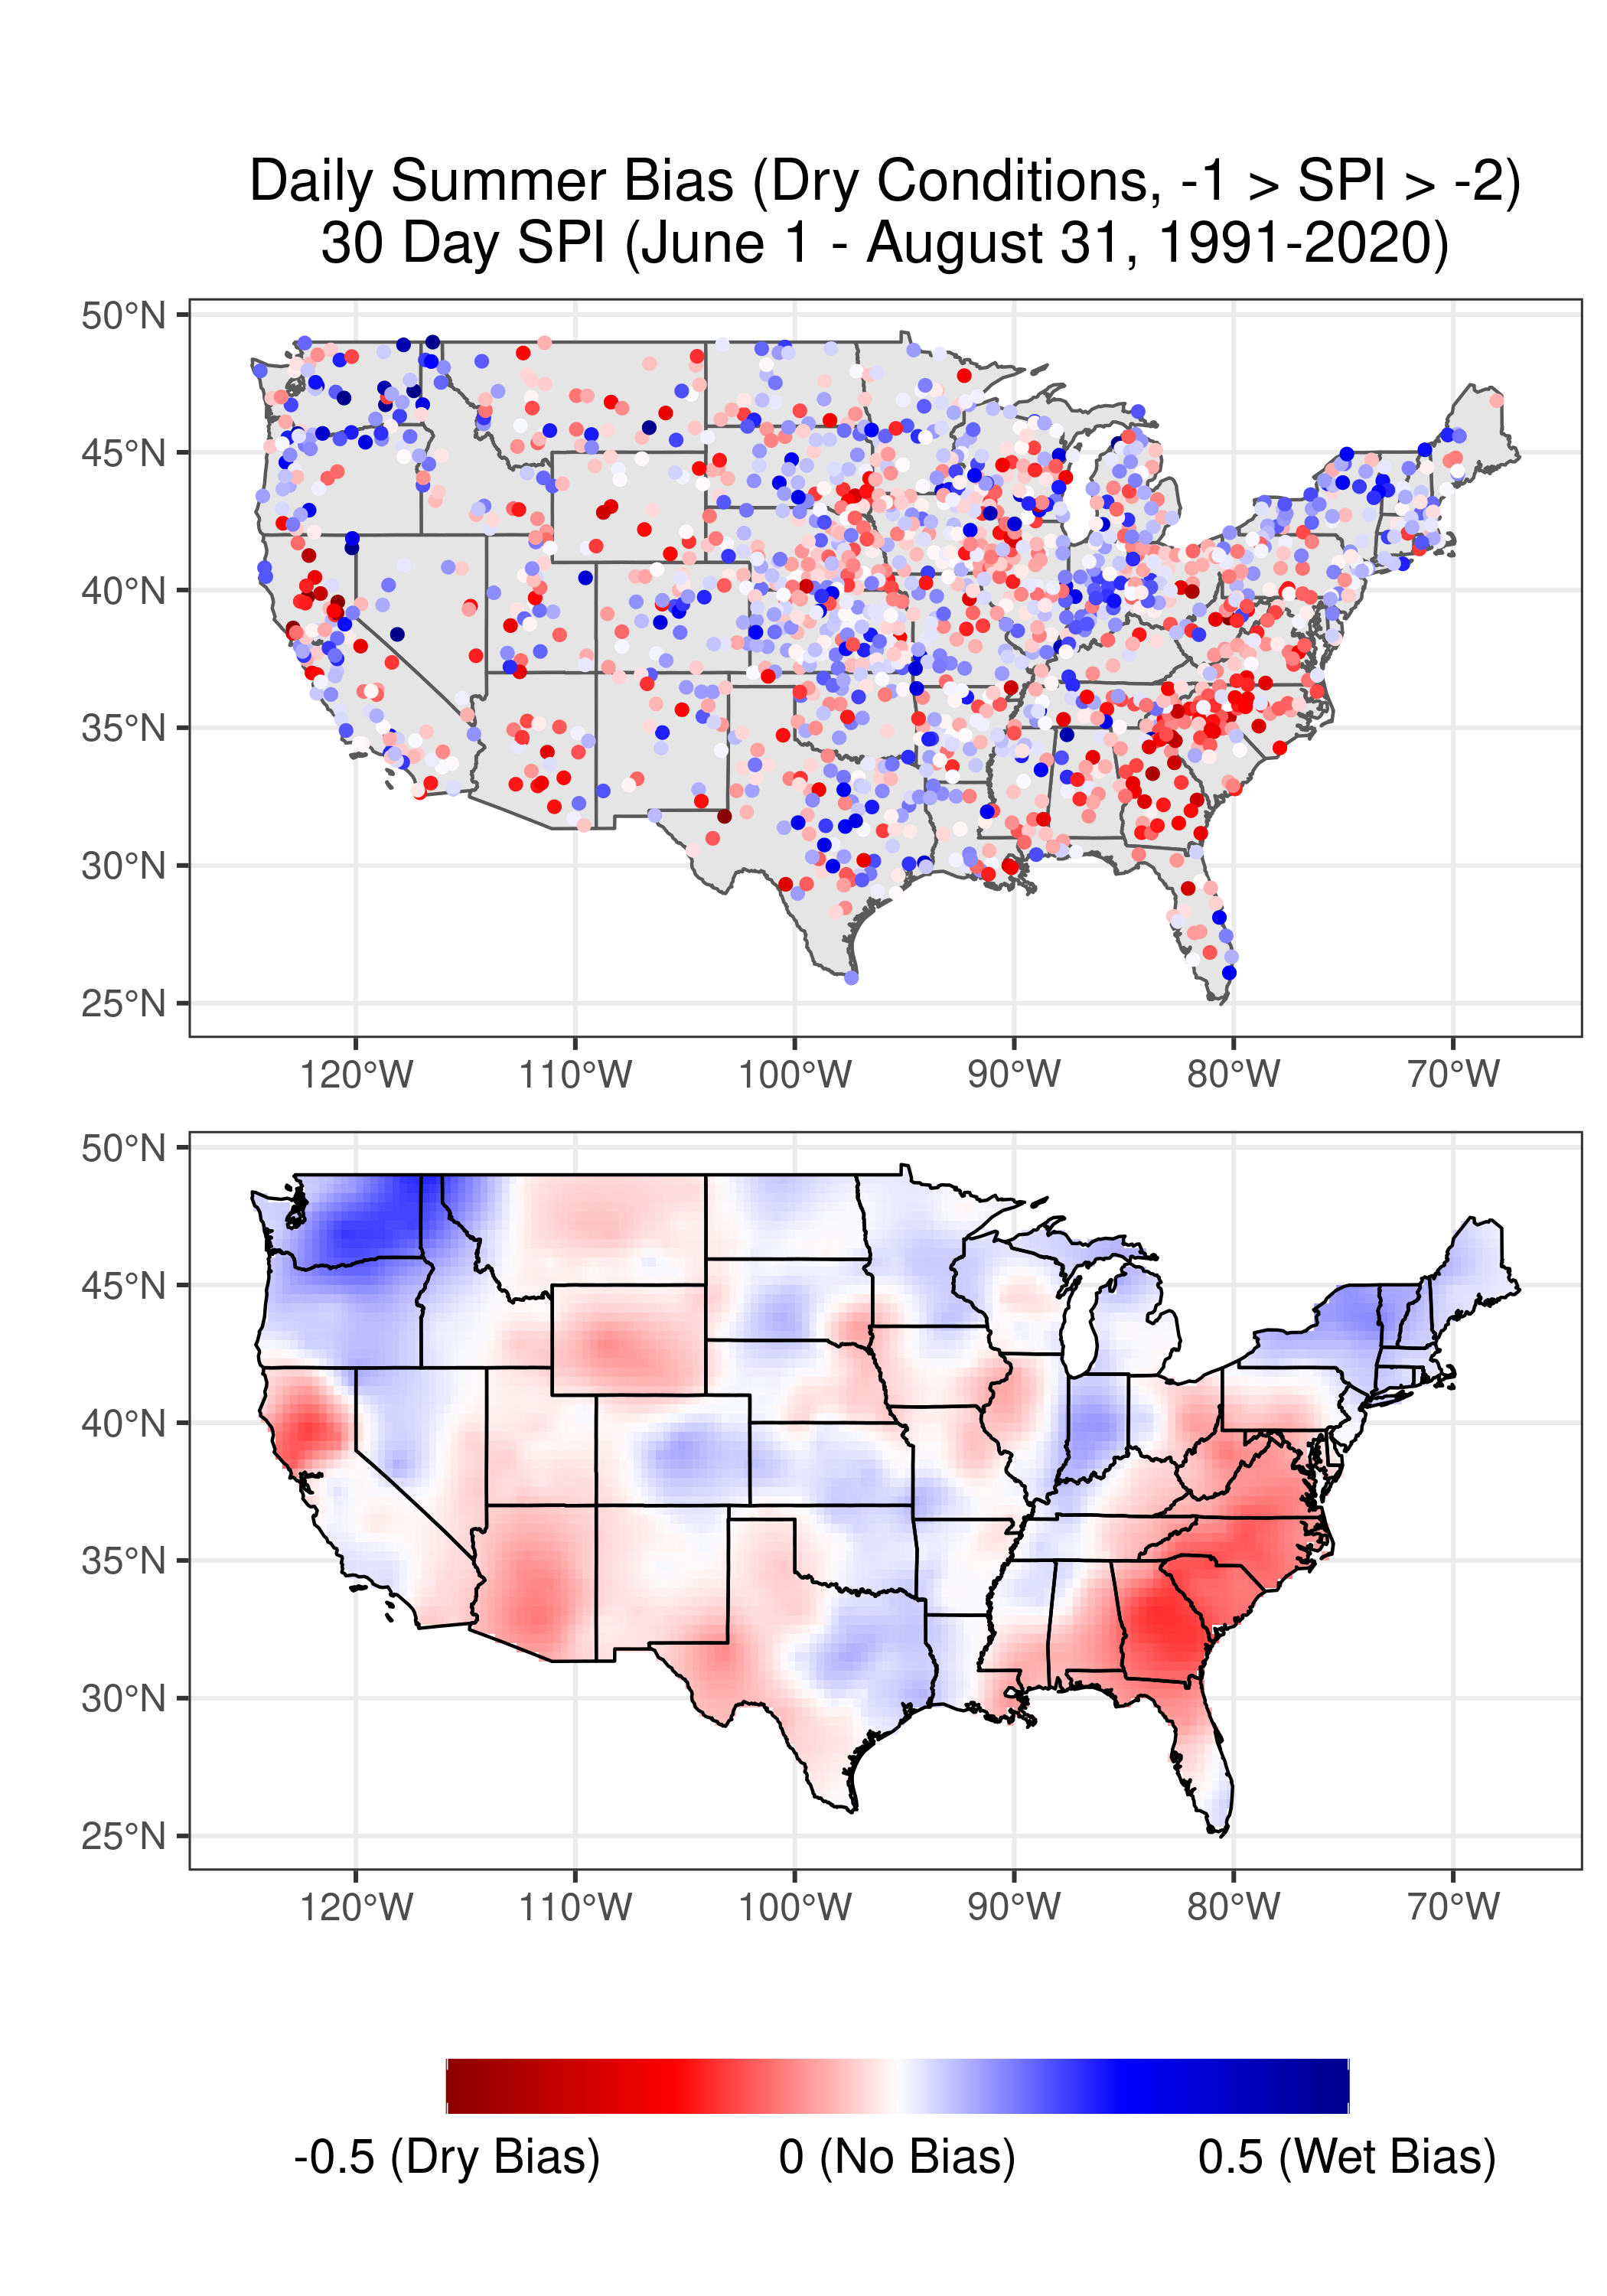 Daily Summer Bias (Dry Conditions, -1 > SPI > -2)
30 Day SPI (June 1 - August 31, 1991-2020)
50°N
45°N
40°N
35°N
30°N
25°N
120°W 110°W 100°W 90°W 80°W 70°W
50°N
45°N
40°N
35°N
30°N
25°N
120°W 110°W 100°W 90°W 80°W 70°W
-0.5 (Dry Bias) 0 (No Bias) 0.5 (Wet Bias)